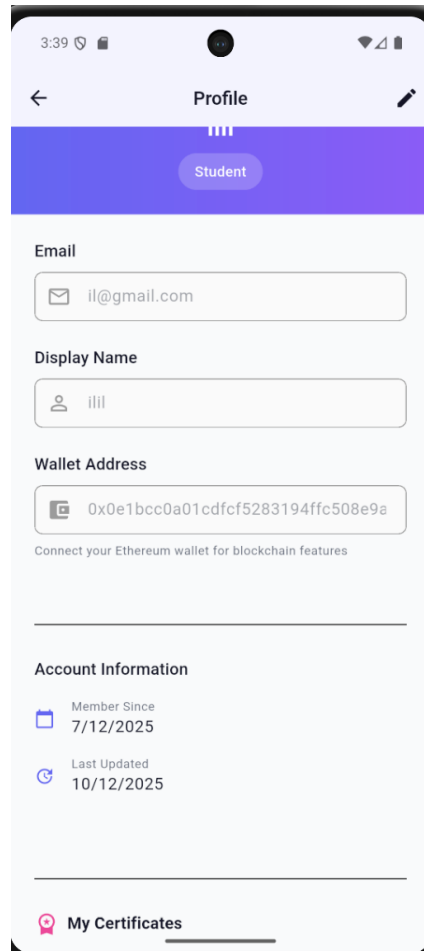 3:39
Profile
Student
Email
il@gmail.com
Display Name
ilil
Wallet Address
0x0e1bcc0a01cdfcf5283194ffc508e9a
Connect your Ethereum wallet for blockchain features
Account Information
Member Since
7/12/2025
Last Updated
10/12/2025
My Certificates